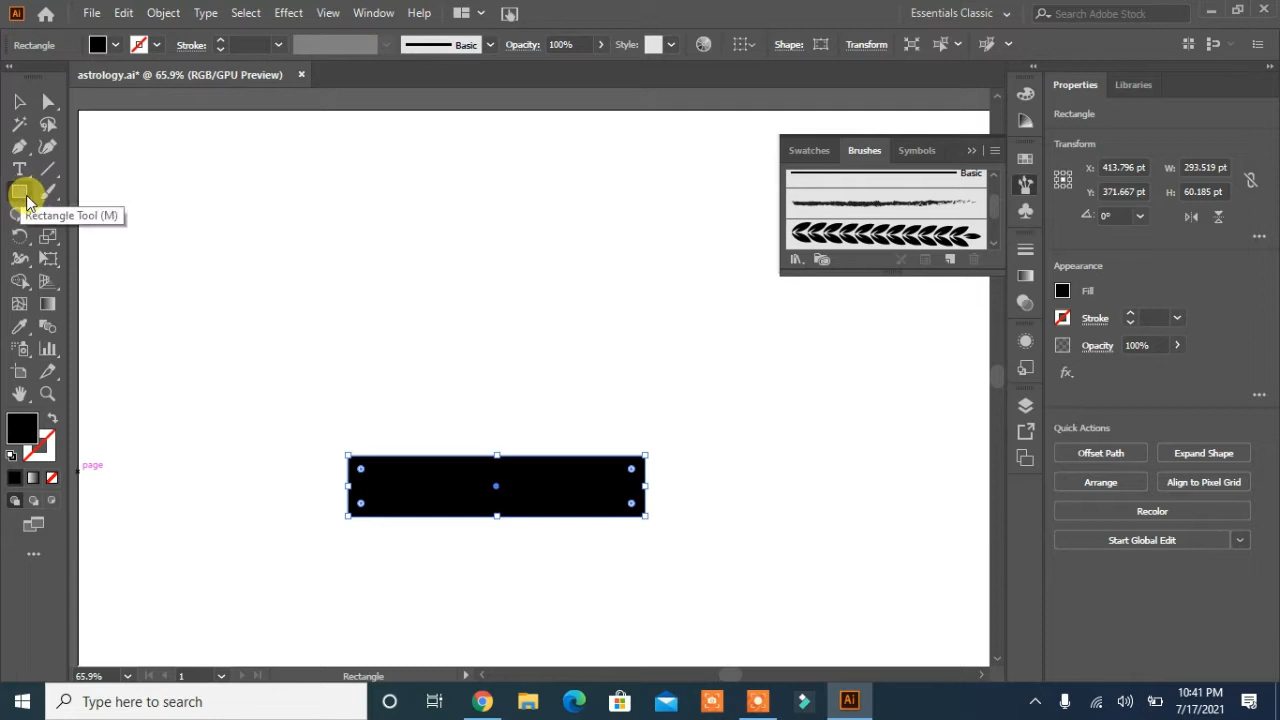 Ai File Edit Object Type Select Effect View Window Help Essentials Classic Search Adobe Stock
Rectangle Stroke: Basic Opacity: 100% Style: Shape: Transform
astrology.ai* @ 65.9% (RGB/GPU Preview) ×
Properties Libraries
Rectangle
Swatches Brushes Symbols
Transform
X: 413.796 pt W: 293.519 pt
Basic
Y: 371.667 pt H: 60.185 pt
Rectangle Tool (M)
0°
Appearance
Fill
Stroke
Opacity 100%
fx.
Quick Actions
Offset Path Expand Shape
page
Arrange Align to Pixel Grid
Recolor
Start Global Edit
65.9% 1 Rectangle
Type here to search
Ai
10:41 PM
7/17/2021